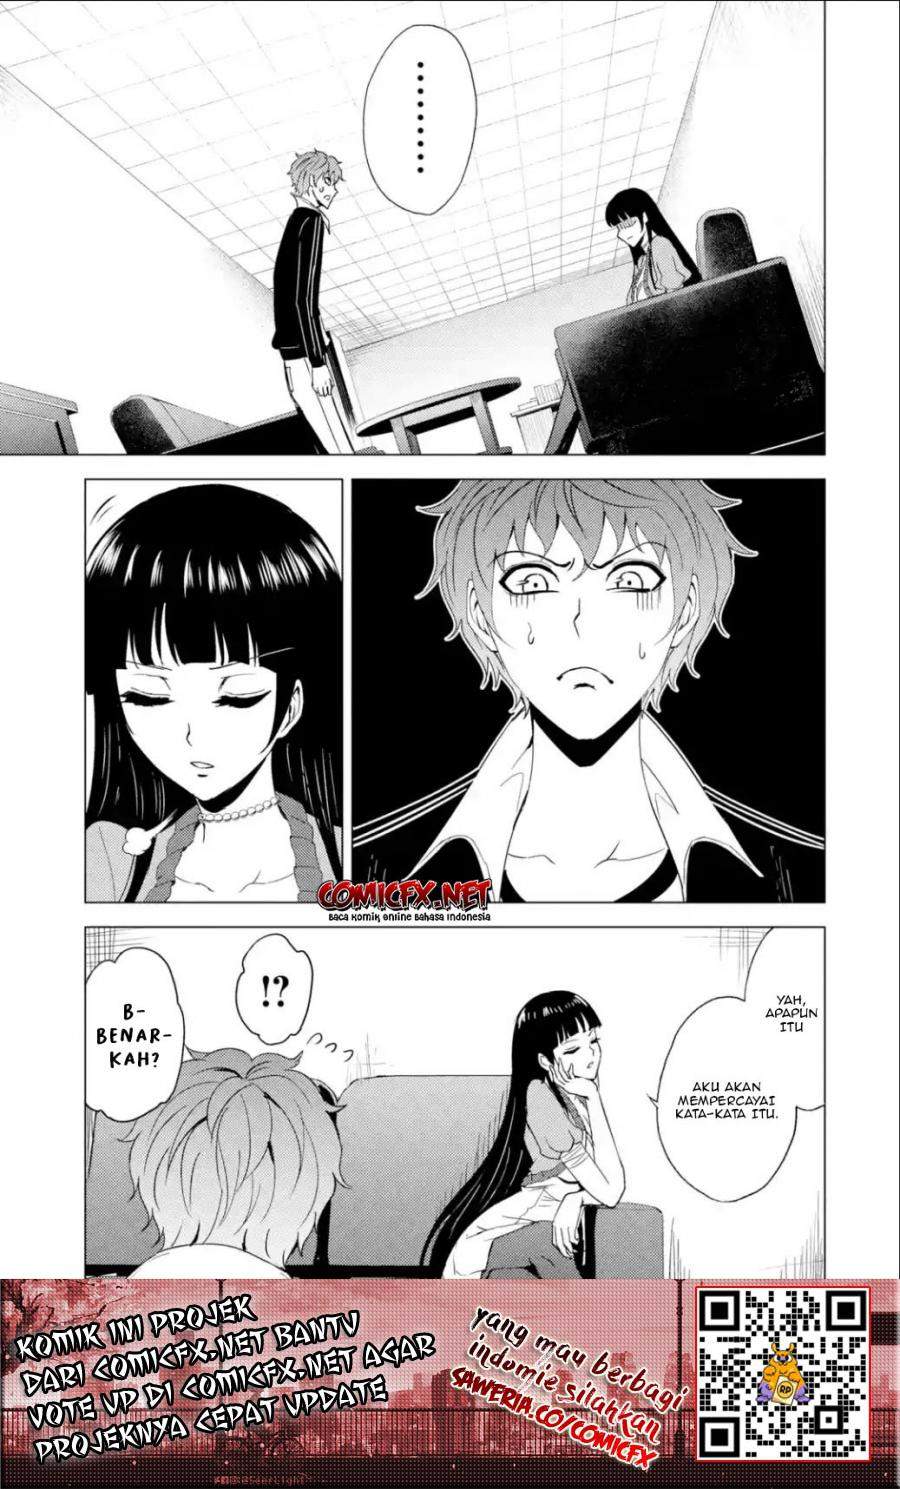 .........
COMICFX.NET
Baca Komik Online Bahasa Indonesia
YAH,
APAPUN
ITU
AKU AKAN
MEMPERCAYAI
KATA-KATA ITU.
!?
B-
BENAR-
KAH?
KOMIK INI PROJEK
DARI COMICFX.NET BANTU
VOTE UP DI COMICFX.NET AGAR
PROJEKNYA CEPAT UPDATE
yang mau berbagi
indomie silahkan
SAWERIA.CO/COMICFX
RP